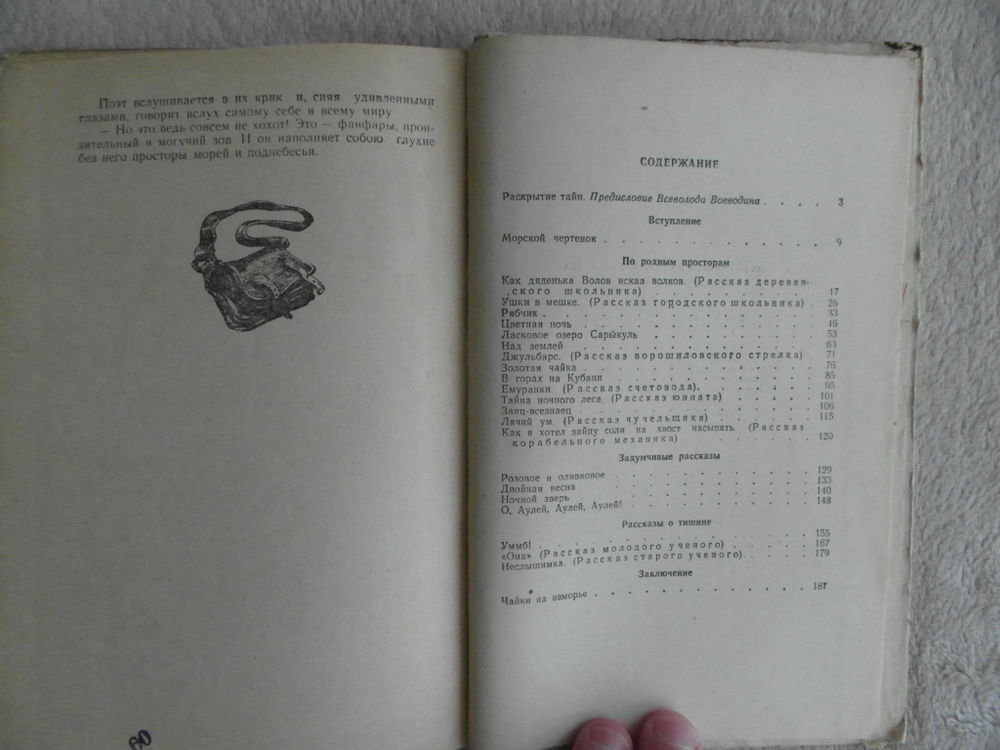 Поэт вслушивается в их крик и, сияя удивленными
глазами, говорит вслух самому себе и всему миру
— Но это ведь совсем не хохот! Это — фанфары, прон-
зительный и могучий зов. И он наполняет собою глухие
без него просторы морей и поднебесья.
СОДЕРЖАНИЕ
Раскрытие тайн. Предисловие Всеволода Воеводина . . . . 3
Вступление
Морской чертенок . . . . . . . . . . . . . 9
По родным просторам
Как дяденька Волов искал волков. (Рассказ деревен-
ского школьника) . . . . . . . . . 17
Ушки в мешке. (Рассказ городского школьника) . 26
Рябчик . . . . . . . . . . . . . 33
Цветная ночь . . . . . . . . . . . 46
Ласковое озеро Сарыкуль . . . . . . . . 53
Над землей . . . . . . . . . . . 63
Джульбарс. (Рассказ ворошиловского стрелка) 71
Золотая чайка . . . . . . . . . . . 76
В горах на Кубани . . . . . . . . . . 85
Емуранки. (Рассказ счетовода). . . . . . 95
Тайна ночного леса. (Рассказ юнната) . . . . . 101
Заяц-всезнаец . . . . . . . . . . . 106
Лячий ум. (Рассказ чучельщика) . . . . . 115
Как я хотел зайцу соли на хвост насыпать. (Рассказ
корабельного механика) . . . . . 120
Задумчивые рассказы
Розовое и оливковое . . . . . . . . . 129
Двойная весна . . . . . . . . . . . 133
Ночной зверь . . . . . . . . . . . 140
О, Аулей, Аулей, Аулей! . . . . . . . . 148
Рассказы о тишине
Уммб! . . . . . . . . . . . . 155
«Она» (Рассказ молодого ученого) . . . . . 167
Неслышимка. (Рассказ старого ученого). . . . . 179
Заключение
Чайки на взморье . . . . . . . . . . . 187
80